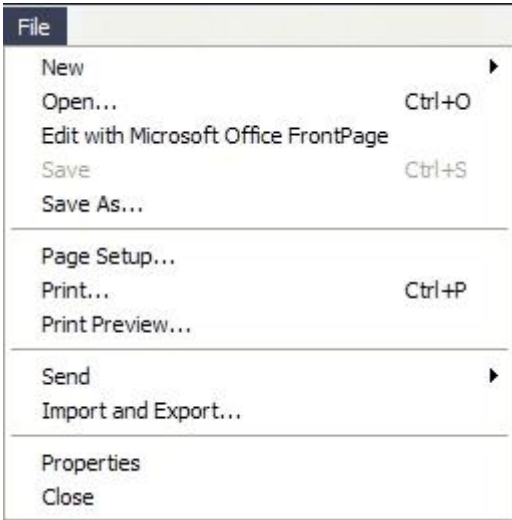 File
New
Open... Ctrl+O
Edit with Microsoft Office FrontPage
Save Ctrl+S
Save As...
Page Setup...
Print... Ctrl+P
Print Preview...
Send
Import and Export...
Properties
Close